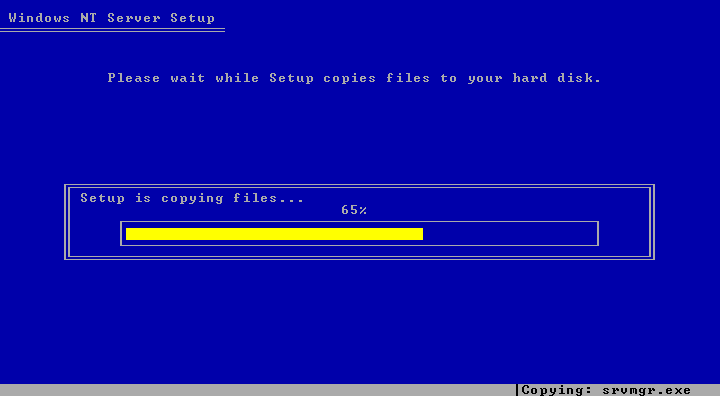 Windows NT Server Setup
Please wait while Setup copies files to your hard disk.
Setup is copying files...
65%
Copying: srvmgr.exe